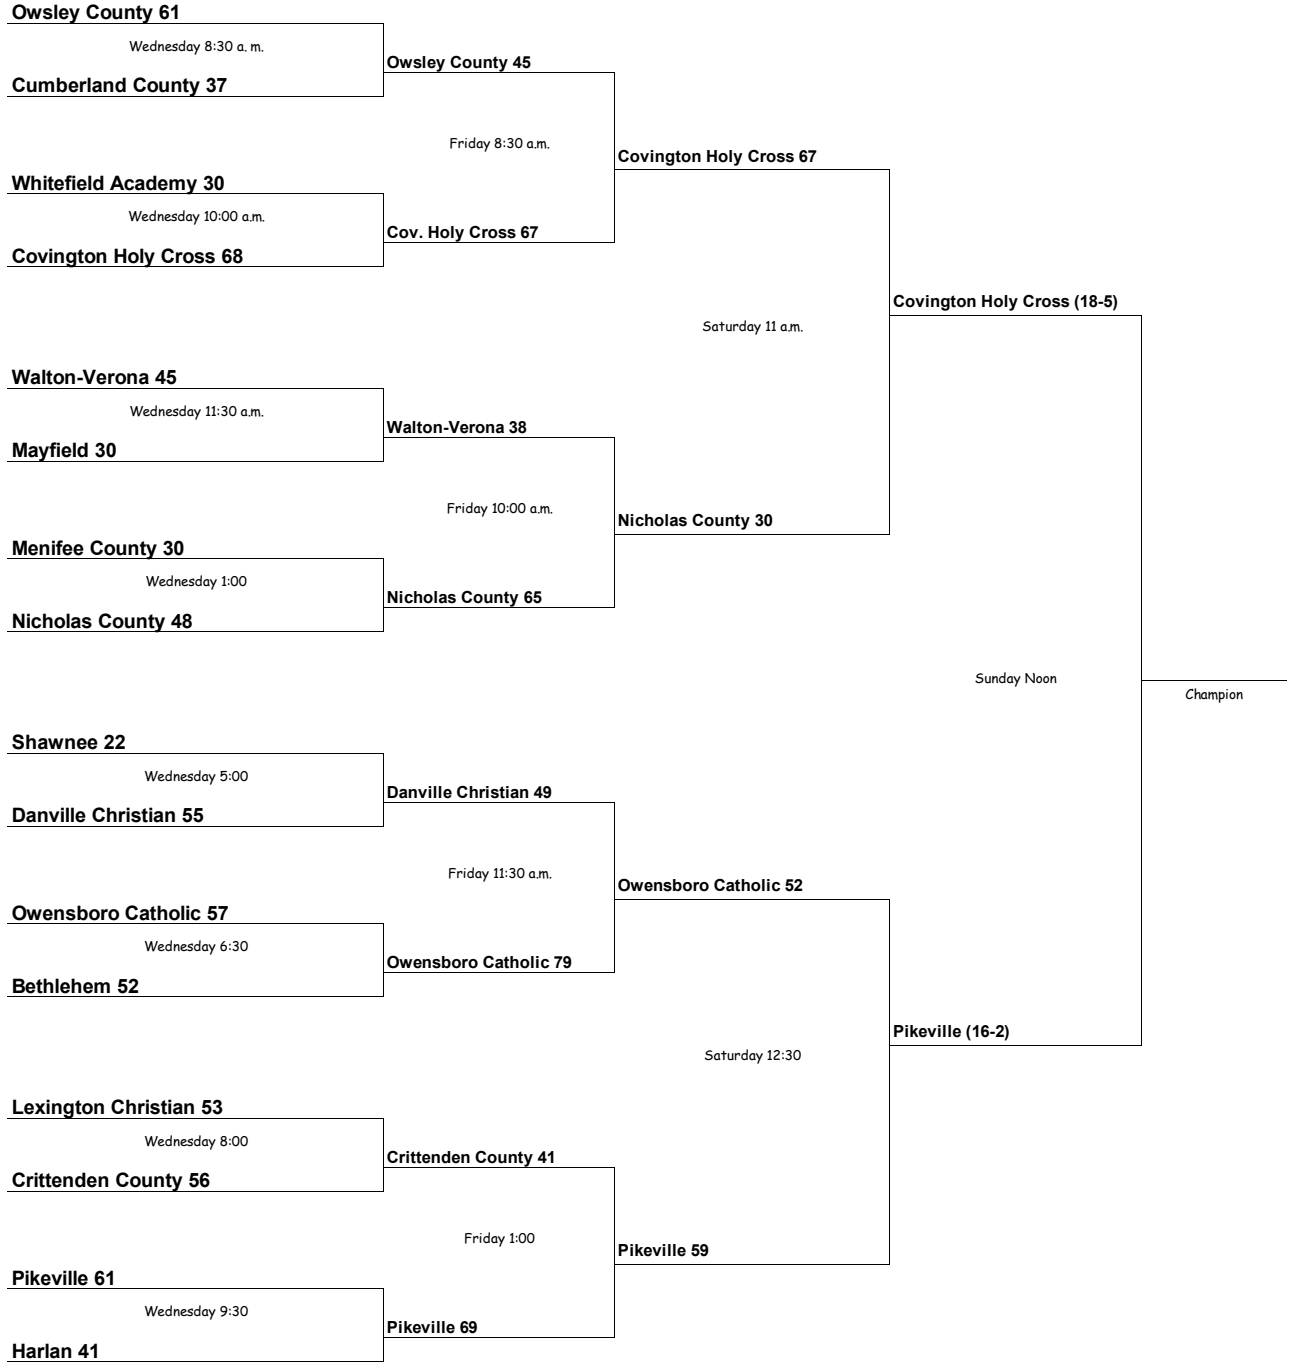 Owsley County 61
Wednesday 8:30 a. m.
Owsley County 45
Cumberland County 37
Friday 8:30 a.m.
Covington Holy Cross 67
Whitefield Academy 30
Wednesday 10:00 a.m.
Cov. Holy Cross 67
Covington Holy Cross 68
Covington Holy Cross (18-5)
Saturday 11 a.m.
Walton-Verona 45
Wednesday 11:30 a.m.
Walton-Verona 38
Mayfield 30
Friday 10:00 a.m.
Nicholas County 30
Menifee County 30
Wednesday 1:00
Nicholas County 65
Nicholas County 48
Sunday Noon
Champion
Shawnee 22
Wednesday 5:00
Danville Christian 49
Danville Christian 55
Friday 11:30 a.m.
Owensboro Catholic 52
Owensboro Catholic 57
Wednesday 6:30
Owensboro Catholic 79
Bethlehem 52
Pikeville (16-2)
Saturday 12:30
Lexington Christian 53
Wednesday 8:00
Crittenden County 41
Crittenden County 56
Friday 1:00
Pikeville 59
Pikeville 61
Wednesday 9:30
Pikeville 69
Harlan 41